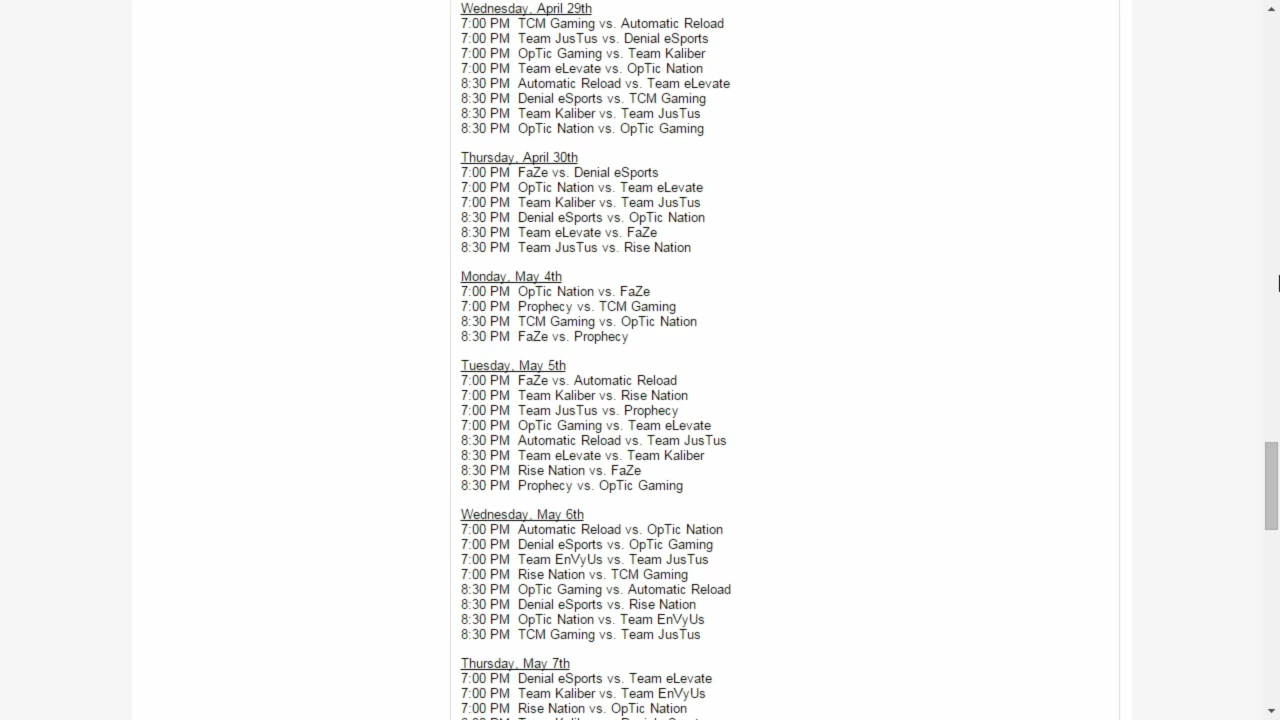 Wednesday, April 29th
7:00 PM TCM Gaming vs. Automatic Reload
7:00 PM Team JusTus vs. Denial eSports
7:00 PM OpTic Gaming vs. Team Kaliber
7:00 PM Team eLevate vs. OpTic Nation
8:30 PM Automatic Reload vs. Team eLevate
8:30 PM Denial eSports vs. TCM Gaming
8:30 PM Team Kaliber vs. Team JusTus
8:30 PM OpTic Nation vs. OpTic Gaming
Thursday, April 30th
7:00 PM FaZe vs. Denial eSports
7:00 PM OpTic Nation vs. Team eLevate
7:00 PM Team Kaliber vs. Team JusTus
8:30 PM Denial eSports vs. OpTic Nation
8:30 PM Team eLevate vs. FaZe
8:30 PM Team JusTus vs. Rise Nation
Monday, May 4th
7:00 PM OpTic Nation vs. FaZe
7:00 PM Prophecy vs. TCM Gaming
8:30 PM TCM Gaming vs. OpTic Nation
8:30 PM FaZe vs. Prophecy
Tuesday, May 5th
7:00 PM FaZe vs. Automatic Reload
7:00 PM Team Kaliber vs. Rise Nation
7:00 PM Team JusTus vs. Prophecy
7:00 PM OpTic Gaming vs. Team eLevate
8:30 PM Automatic Reload vs. Team JusTus
8:30 PM Team eLevate vs. Team Kaliber
8:30 PM Rise Nation vs. FaZe
8:30 PM Prophecy vs. OpTic Gaming
Wednesday, May 6th
7:00 PM Automatic Reload vs. OpTic Nation
7:00 PM Denial eSports vs. OpTic Gaming
7:00 PM Team EnVyUs vs. Team JusTus
7:00 PM Rise Nation vs. TCM Gaming
8:30 PM OpTic Gaming vs. Automatic Reload
8:30 PM Denial eSports vs. Rise Nation
8:30 PM OpTic Nation vs. Team EnVyUs
8:30 PM TCM Gaming vs. Team JusTus
Thursday, May 7th
7:00 PM Denial eSports vs. Team eLevate
7:00 PM Team Kaliber vs. Team EnVyUs
7:00 PM Rise Nation vs. OpTic Nation